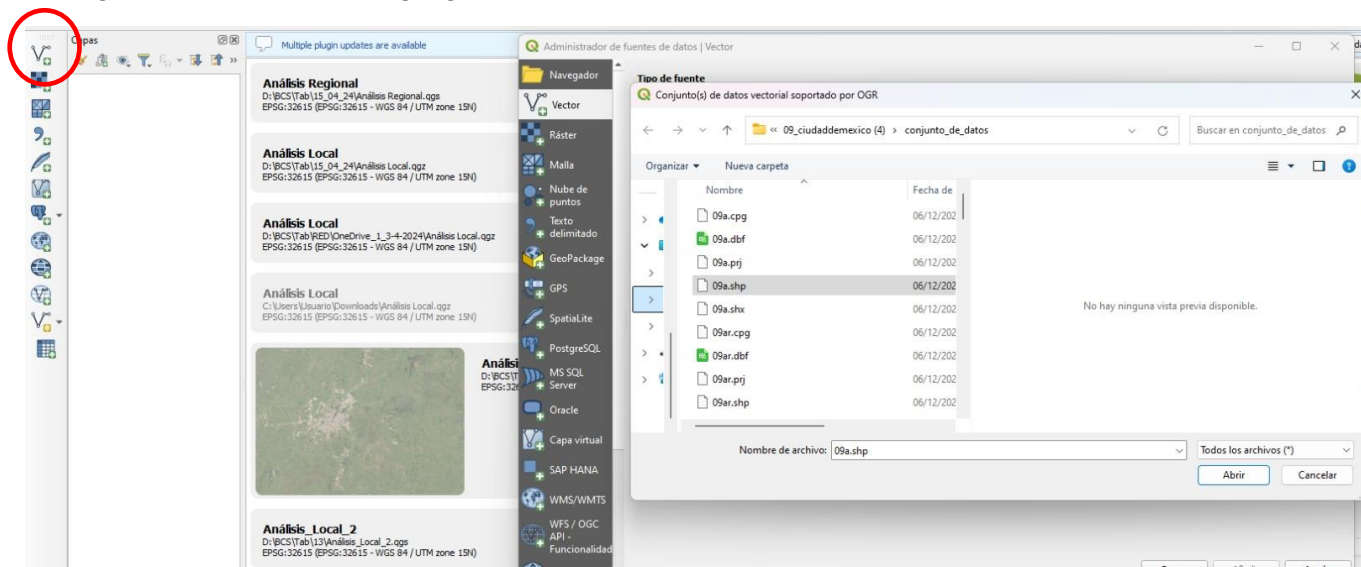 Capas
Multiple plugin updates are available
Análisis Regional
D:\BCS\Tab\15_04_24\Análisis Regional.qgs
EPSG:32615 (EPSG:32615 - WGS 84 / UTM zone 15N)
Análisis Local
D:\BCS\Tab\15_04_24\Análisis Local.qgz
EPSG:32615 (EPSG:32615 - WGS 84 / UTM zone 15N)
Análisis Local
D:\BCS\Tab\RED\OneDrive_1_3-4-2024\Análisis Local.qgz
EPSG:32615 (EPSG:32615 - WGS 84 / UTM zone 15N)
Análisis Local
C:\Users\Usuario\Downloads\Análisis Local.qgz
EPSG:32615 (EPSG:32615 - WGS 84 / UTM zone 15N)
Análisi
D:\BCS\T
EPSG:326
Análisis_Local_2
D:\BCS\Tab\13\Análisis_Local_2.qgs
EPSG:32615 (EPSG:32615 - WGS 84 / UTM zone 15N)
Administrador de fuentes de datos | Vector
Navegador
Vector
Ráster
Malla
Nube de
puntos
Texto
delimitado
GeoPackage
GPS
SpatiaLite
PostgreSQL
MS SQL
Server
Oracle
Capa virtual
SAP HANA
WMS/WMTS
WFS / OGC
API -
Funcionalidad
Tipo de fuente
Conjunto(s) de datos vectorial soportado por OGR
« 09_ciudaddemexico (4) › conjunto_de_datos
Buscar en conjunto_de_datos
Organizar
Nueva carpeta
Nombre
Fecha de
09a.cpg 06/12/202
09a.dbf 06/12/202
09a.prj 06/12/202
09a.shp 06/12/202
09a.shx 06/12/202
09ar.cpg 06/12/202
09ar.dbf 06/12/202
09ar.prj 06/12/202
09ar.shp 06/12/202
No hay ninguna vista previa disponible.
Nombre de archivo: 09a.shp
Todos los archivos (*)
Abrir
Cancelar